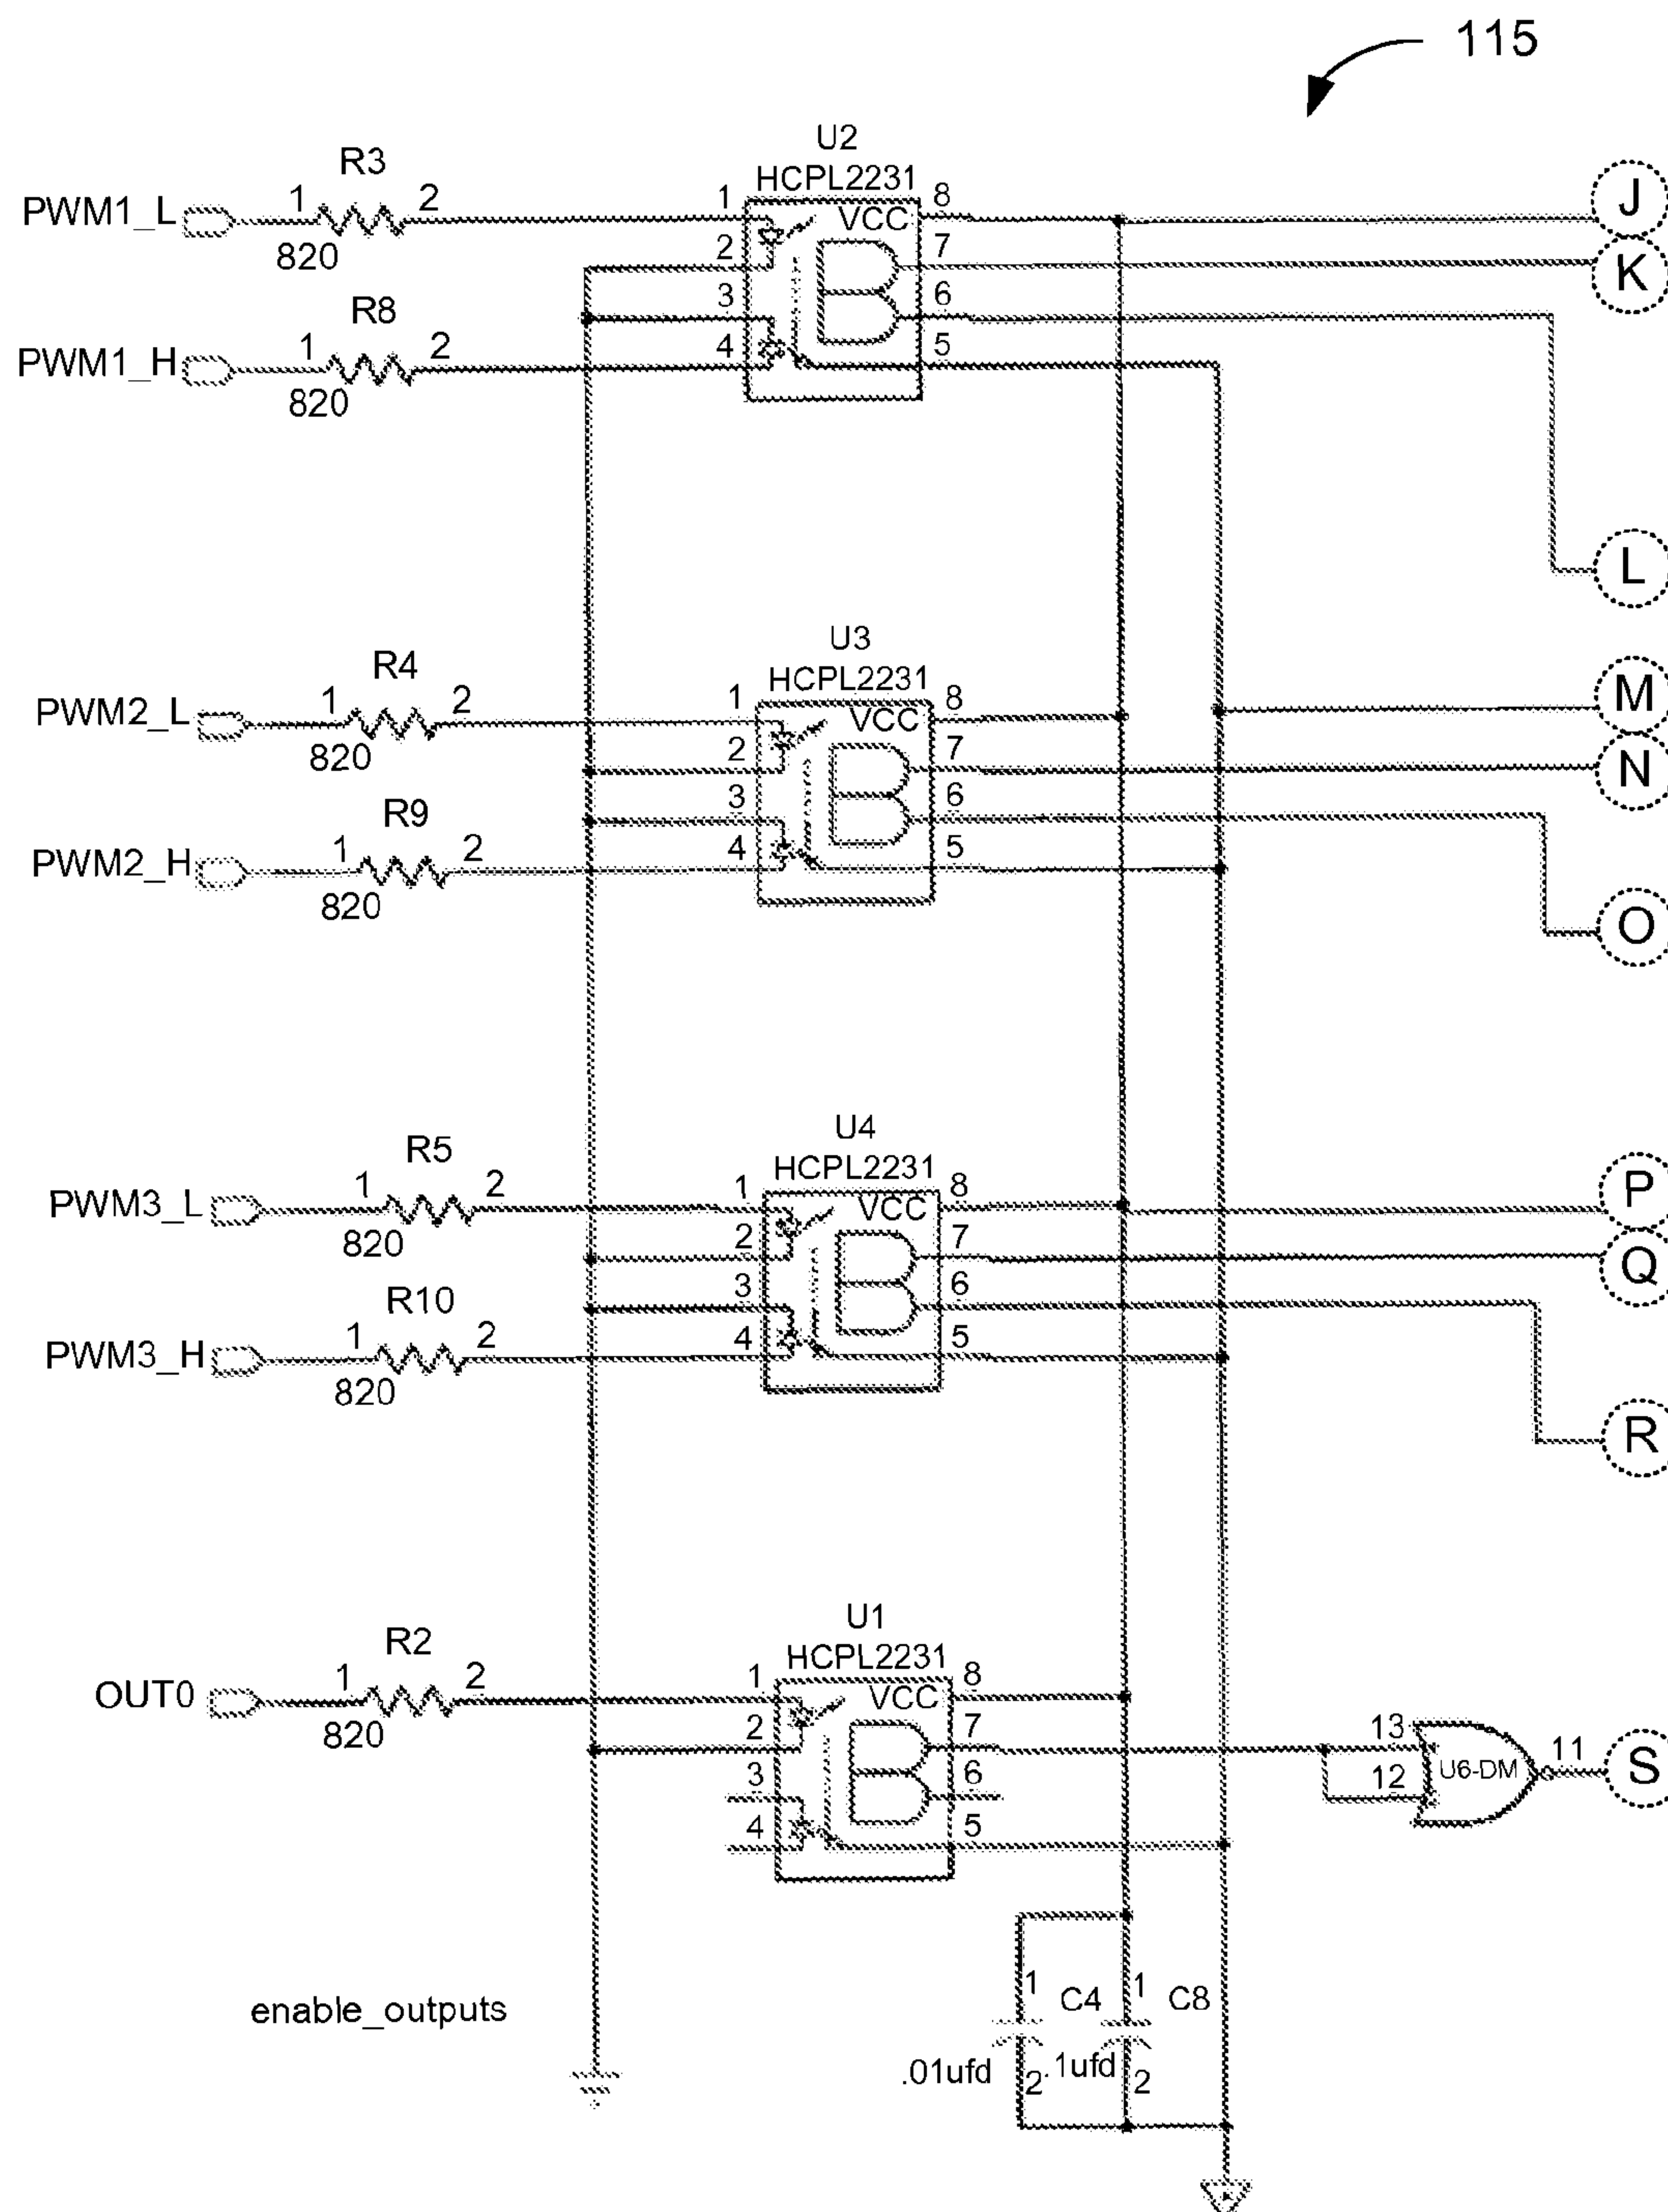 115
U2
HCPL2231
R3
PWM1_L 1 2 1 VCC 8 J
820 2 7 K
R8 3 6
PWM1_H 1 2 4 5
820
L
U3
HCPL2231
R4 M
PWM2_L 1 2 1 VCC 8
820 2 7 N
R9 3 6
PWM2_H 1 2 4 5
820 O
U4
HCPL2231
R5
PWM3_L 1 2 1 VCC 8 P
820 2 7 Q
R10 3 6
PWM3_H 1 2 4 5
820 R
U1
HCPL2231
R2
OUT0 1 2 1 VCC 8
820 2 7 13
3 6 12 U6-DM 11 S
4 5
enable_outputs 1 C4 1 C8
.01ufd 2 .1ufd 2